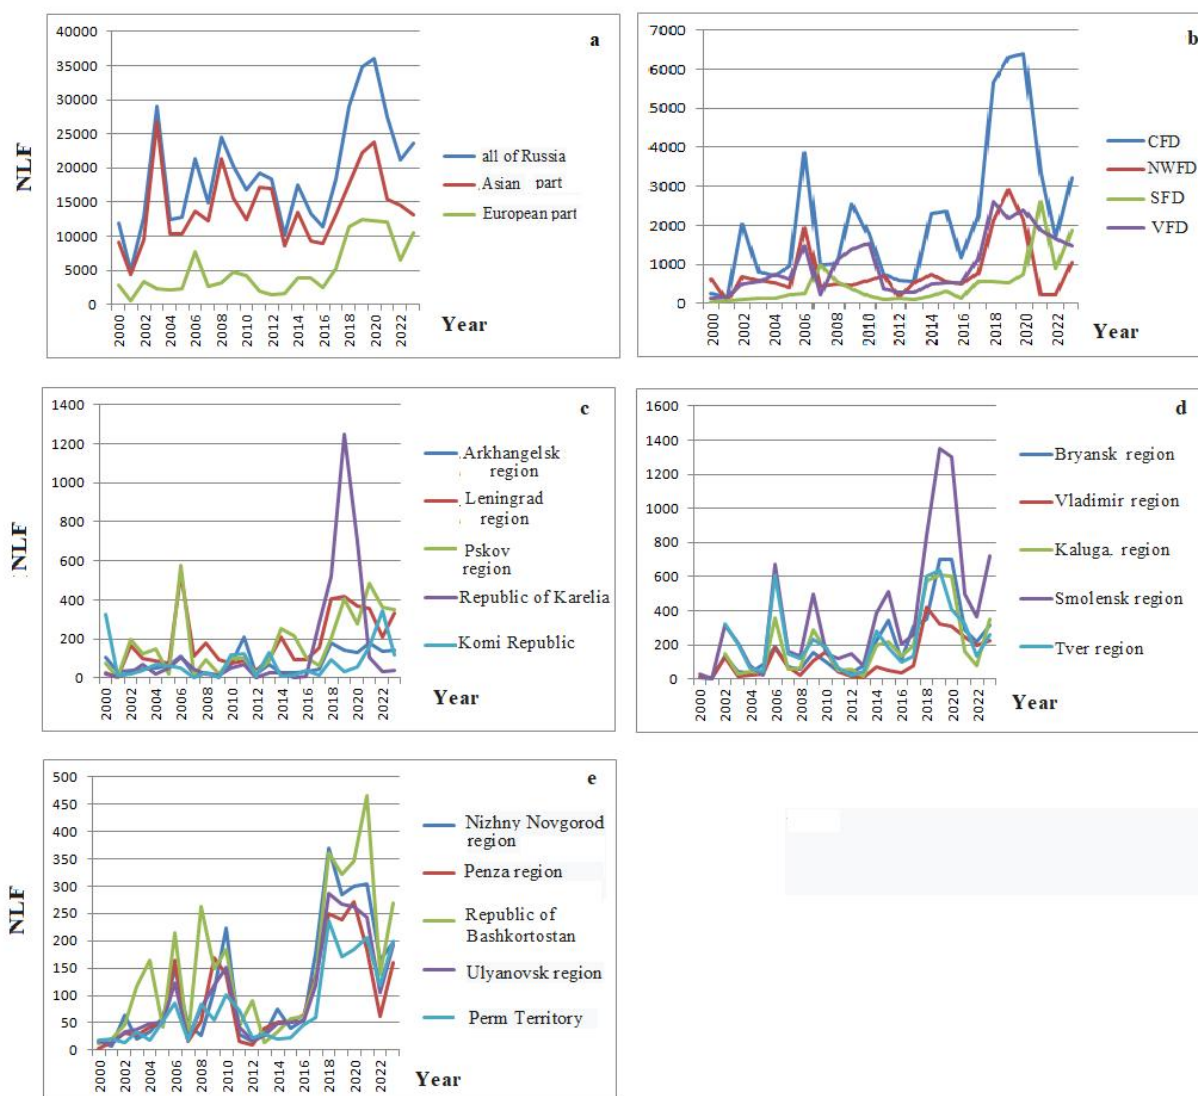 a
40000
35000
30000
25000
20000
15000
10000
5000
0
NLF
2000
2002
2004
2006
2008
2010
2012
2014
2016
2018
2020
2022
Year
all of Russia
Asian part
European part
b
7000
6000
5000
4000
3000
2000
1000
0
2000
2002
2004
2006
2008
2010
2012
2014
2016
2018
2020
2022
Year
CFD
NWFD
SFD
VFD
c
1400
1200
1000
800
600
400
200
0
NLF
2000
2002
2004
2006
2008
2010
2012
2014
2016
2018
2020
2022
Year
Arkhangelsk
region
Leningrad
region
Pskov
region
Republic of Karelia
Komi Republic
d
1600
1400
1200
1000
800
600
400
200
0
2000
2002
2004
2006
2008
2010
2012
2014
2016
2018
2020
2022
Year
Bryansk region
Vladimir region
Kaluga. region
Smolensk region
Tver region
e
500
450
400
350
300
250
200
150
100
50
0
NLF
2000
2002
2004
2006
2008
2010
2012
2014
2016
2018
2020
2022
Year
Nizhny Novgorod
region
Penza region
Republic of
Bashkortostan
Ulyanovsk region
Perm Territory